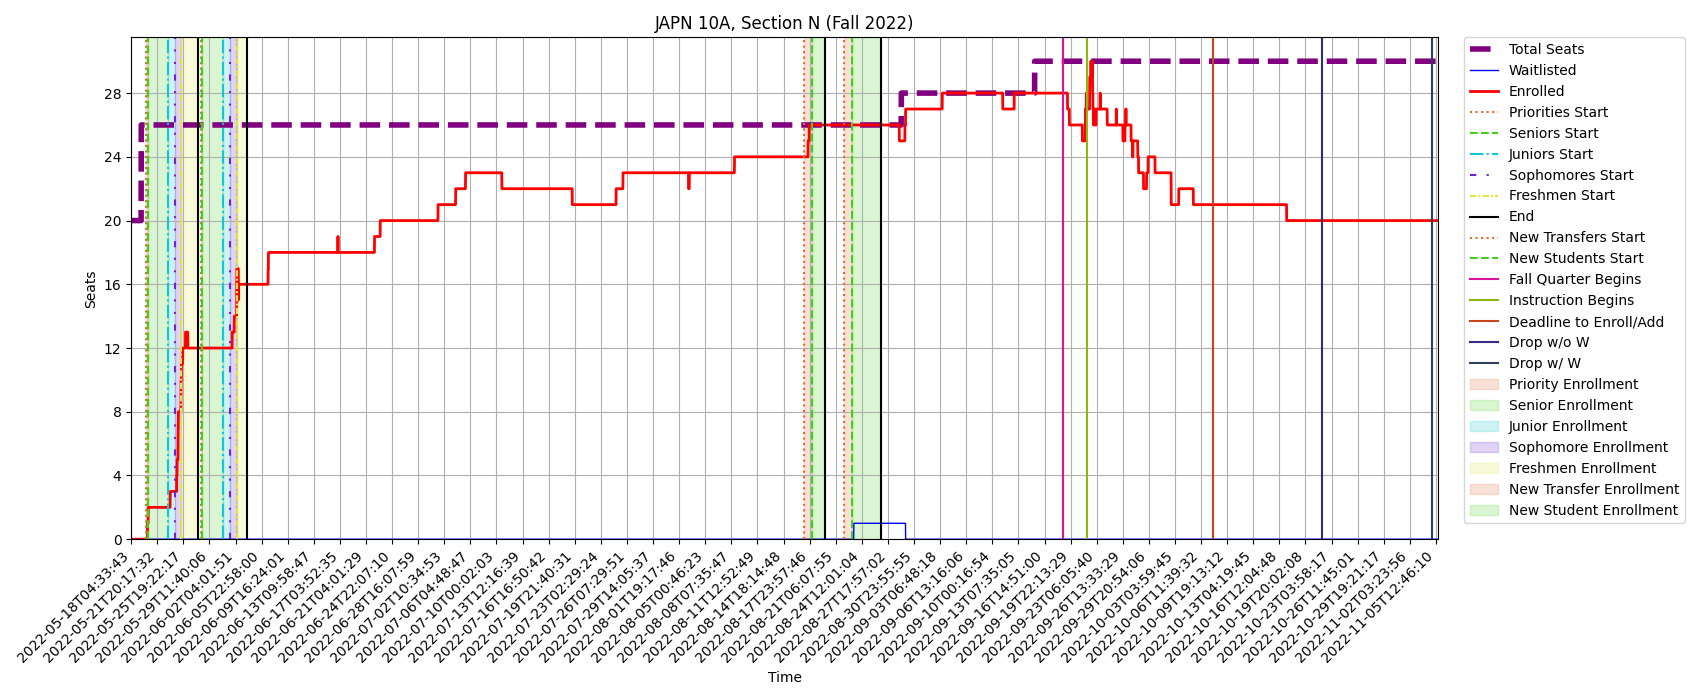 JAPN 10A, Section N (Fall 2022)
Seats
28
24
20
16
12
8
4
0
2022-05-18T04:33:43
2022-05-21T20:17:32
2022-05-25T19:22:17
2022-05-29T11:40:06
2022-06-02T04:01:51
2022-06-05T22:58:00
2022-06-09T16:24:01
2022-06-13T09:58:47
2022-06-17T03:52:35
2022-06-21T04:01:29
2022-06-24T22:07:10
2022-06-28T16:07:59
2022-07-02T10:34:53
2022-07-06T04:48:47
2022-07-10T00:02:03
2022-07-13T12:16:39
2022-07-16T16:50:42
2022-07-19T21:40:31
2022-07-23T02:29:24
2022-07-26T07:29:51
2022-07-29T14:05:37
2022-08-01T19:17:46
2022-08-05T00:46:23
2022-08-08T07:35:47
2022-08-11T12:52:49
2022-08-14T18:14:48
2022-08-17T23:57:46
2022-08-21T06:07:55
2022-08-24T12:01:04
2022-08-27T17:57:02
2022-08-30T23:55:55
2022-09-03T06:48:18
2022-09-06T13:16:06
2022-09-10T00:16:54
2022-09-13T07:35:05
2022-09-16T14:51:00
2022-09-19T22:13:29
2022-09-23T06:05:40
2022-09-26T13:33:29
2022-09-29T20:54:06
2022-10-03T03:59:45
2022-10-06T11:39:32
2022-10-09T19:13:12
2022-10-13T04:19:45
2022-10-16T12:04:48
2022-10-19T20:02:08
2022-10-23T03:58:17
2022-10-26T11:45:01
2022-10-29T19:21:17
2022-11-02T03:23:56
2022-11-05T12:46:10
Time
Total Seats
Waitlisted
Enrolled
Priorities Start
Seniors Start
Juniors Start
Sophomores Start
Freshmen Start
End
New Transfers Start
New Students Start
Fall Quarter Begins
Instruction Begins
Deadline to Enroll/Add
Drop w/o W
Drop w/ W
Priority Enrollment
Senior Enrollment
Junior Enrollment
Sophomore Enrollment
Freshmen Enrollment
New Transfer Enrollment
New Student Enrollment